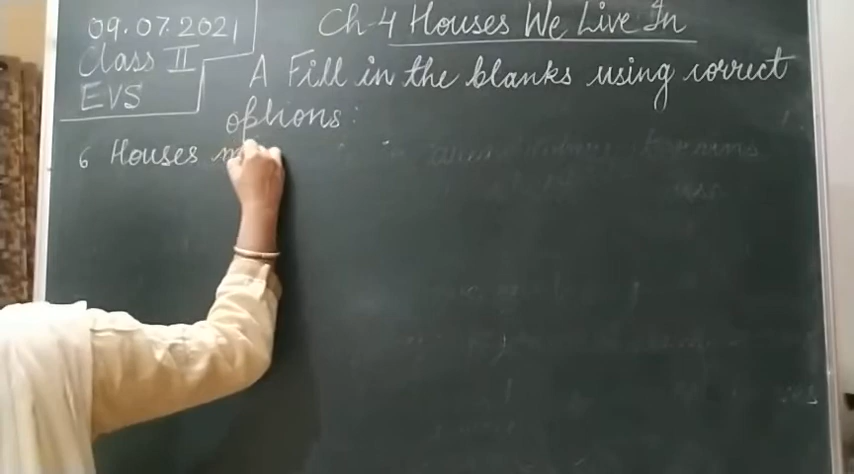 09.07.2021
Class II
EVS
Ch-4 Houses We Live In
A Fill in the blanks using correct
options:
6 Houses